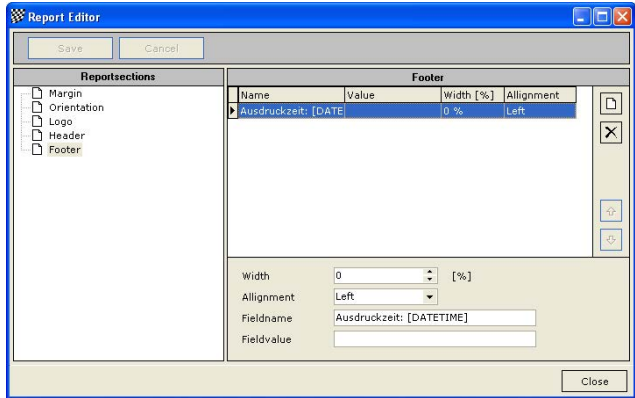 Report Editor
Save Cancel
Reportsections
Margin
Orientation
Logo
Header
Footer
Footer
Name Value Width [%] Allignment
Ausdruckzeit: [DATE 0 % Left
Width 0 [%]
Allignment Left
Fieldname Ausdruckzeit: [DATETIME]
Fieldvalue
Close